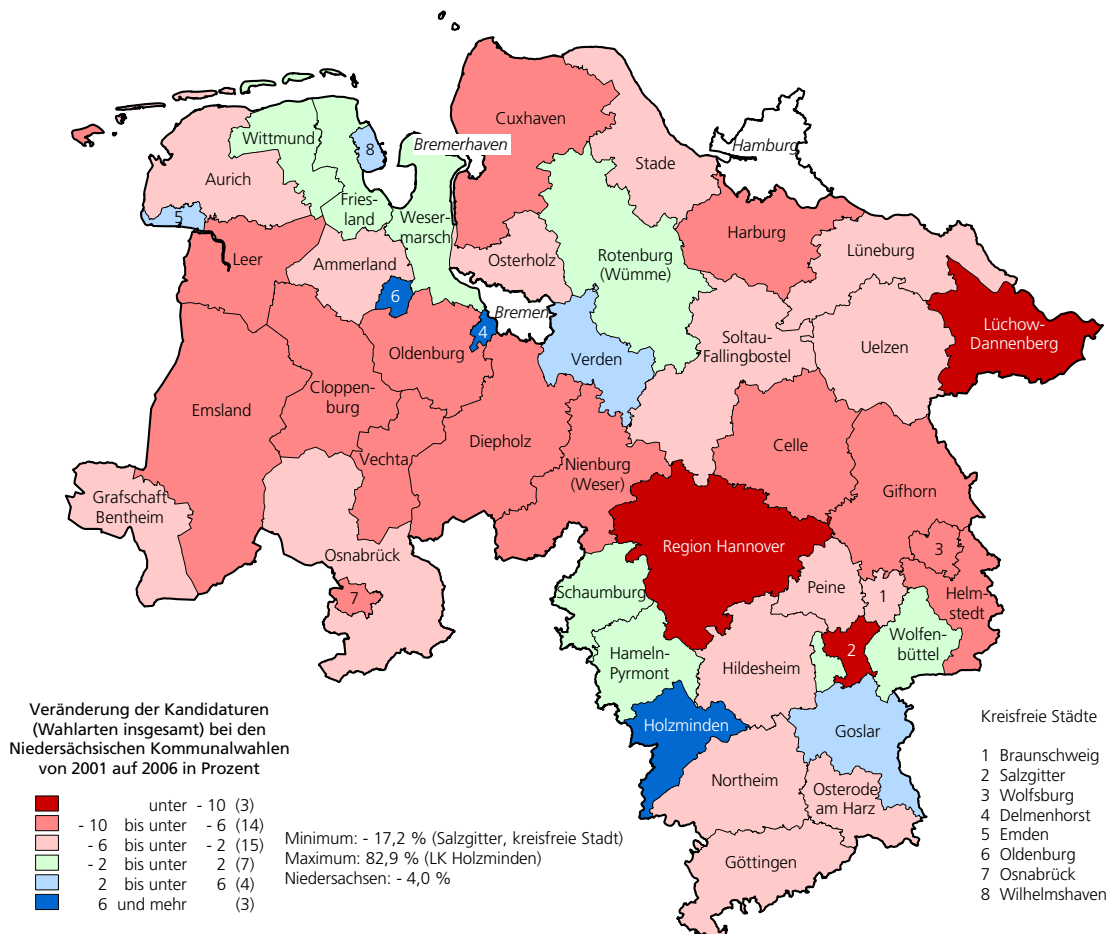 Cuxhaven
Bremerhaven
Hamburg
Wittmund
8
Stade
Aurich
Fries-
land
Weser-
marsch
5
Harburg
Lüneburg
Leer
Ammerland
Osterholz
Rotenburg
(Wümme)
6
Bremen
4
Lüchow-
Dannenberg
Oldenburg
Verden
Soltau-
Fallingbostel
Uelzen
Cloppen-
burg
Emsland
Diepholz
Celle
Vechta
Nienburg
(Weser)
Gifhorn
Grafschaft
Bentheim
Osnabrück
Region Hannover
3
7
Peine
1
Schaumburg
Helm-
stedt
Wolfen-
büttel
2
Hameln-
Pyrmont
Hildesheim
Holzminden
Goslar
Northeim
Osterode
am Harz
Göttingen
Veränderung der Kandidaturen
(Wahlarten insgesamt) bei den
Niedersächsischen Kommunalwahlen
von 2001 auf 2006 in Prozent
unter - 10 (3)
- 10 bis unter - 6 (14)
- 6 bis unter - 2 (15)
- 2 bis unter 2 (7)
2 bis unter 6 (4)
6 und mehr (3)
Minimum: - 17,2 % (Salzgitter, kreisfreie Stadt)
Maximum: 82,9 % (LK Holzminden)
Niedersachsen: - 4,0 %
Kreisfreie Städte
1 Braunschweig
2 Salzgitter
3 Wolfsburg
4 Delmenhorst
5 Emden
6 Oldenburg
7 Osnabrück
8 Wilhelmshaven